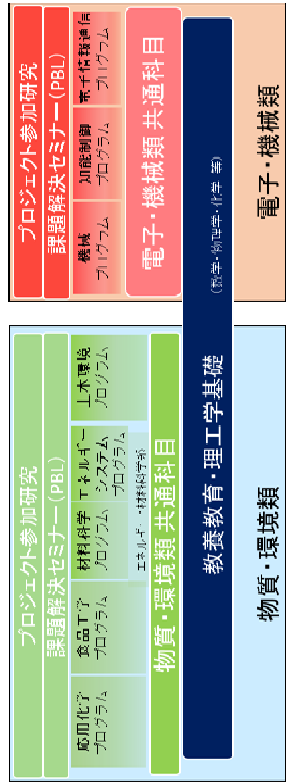 プロジェクト参加研究
課題解決セミナー(PBL)
応用化学
プログラム
食品工学
プログラム
材料科学
プログラム
エネルギー
システム
プログラム
土木環境
プログラム
エネルギー・材料科学
物質・環境類 共通科目
プロジェクト参加研究
課題解決セミナー(PBL)
機械
プログラム
知能制御
プログラム
電子情報通信
プログラム
電子・機械類 共通科目
教養教育・理工学基礎 (数学・物理学・化学 等)
物質・環境類
電子・機械類